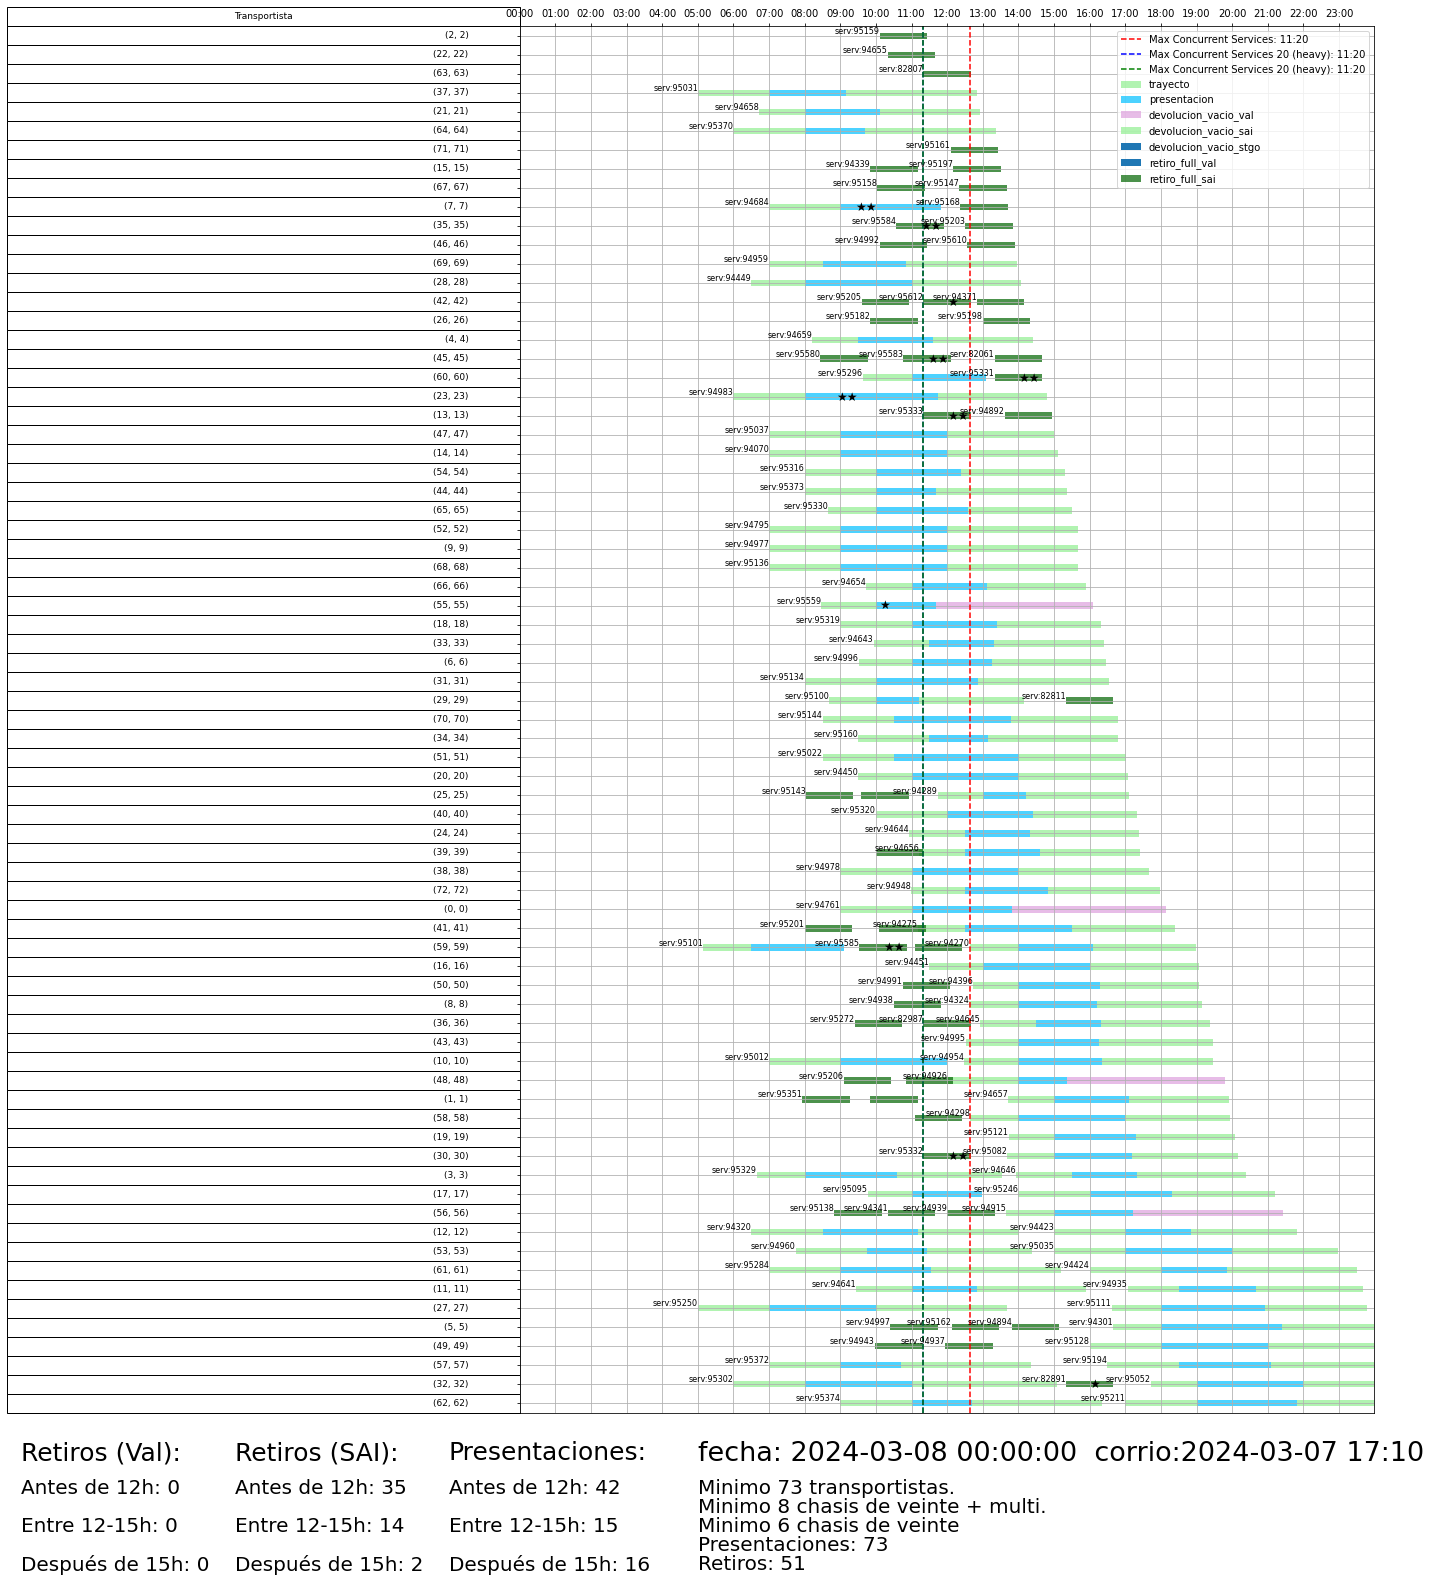 Transportista
00:00 01:00 02:00 03:00 04:00 05:00 06:00 07:00 08:00 09:00 10:00 11:00 12:00 13:00 14:00 15:00 16:00 17:00 18:00 19:00 20:00 21:00 22:00 23:00
Max Concurrent Services: 11:20
Max Concurrent Services 20 (heavy): 11:20
Max Concurrent Services 20 (heavy): 11:20
trayecto
presentacion
devolucion_vacio_val
devolucion_vacio_sai
devolucion_vacio_stgo
retiro_full_val
retiro_full_sai
(2, 2) serv:95159
(22, 22) serv:94655
(63, 63) serv:82807
(37, 37) serv:95031
(21, 21) serv:94658
(64, 64) serv:95370
(71, 71) serv:95161
(15, 15) serv:94339 serv:95197
(67, 67) serv:95158 serv:95147
(7, 7) serv:94684 serv:95168
(35, 35) serv:95584 serv:95203
(46, 46) serv:94992 serv:95610
(69, 69) serv:94959
(28, 28) serv:94449
(42, 42) serv:95205 serv:95612 serv:94371
(26, 26) serv:95182 serv:95198
(4, 4) serv:94659
(45, 45) serv:95580 serv:95583 serv:82061
(60, 60) serv:95296 serv:95331
(23, 23) serv:94983
(13, 13) serv:95333 serv:94892
(47, 47) serv:95037
(14, 14) serv:94070
(54, 54) serv:95316
(44, 44) serv:95373
(65, 65) serv:95330
(52, 52) serv:94795
(9, 9) serv:94977
(68, 68) serv:95136
(66, 66) serv:94654
(55, 55) serv:95559
(18, 18) serv:95319
(33, 33) serv:94643
(6, 6) serv:94996
(31, 31) serv:95134
(29, 29) serv:95100 serv:82811
(70, 70) serv:95144
(34, 34) serv:95160
(51, 51) serv:95022
(20, 20) serv:94450
(25, 25) serv:95143 serv:94289
(40, 40) serv:95320
(24, 24) serv:94644
(39, 39) serv:94656
(38, 38) serv:94978
(72, 72) serv:94948
(0, 0) serv:94761
(41, 41) serv:95201 serv:94275
(59, 59) serv:95101 serv:95585 serv:94270
(16, 16) serv:94451
(50, 50) serv:94991 serv:94396
(8, 8) serv:94938 serv:94324
(36, 36) serv:95272 serv:82987 serv:94645
(43, 43) serv:94995
(10, 10) serv:95012 serv:94954
(48, 48) serv:95206 serv:94926
(1, 1) serv:95351 serv:94657
(58, 58) serv:94298
(19, 19) serv:95121
(30, 30) serv:95332 serv:95082
(3, 3) serv:95329 serv:94646
(17, 17) serv:95095 serv:95246
(56, 56) serv:95138 serv:94341 serv:94939 serv:94915
(12, 12) serv:94320 serv:94423
(53, 53) serv:94960 serv:95035
(61, 61) serv:95284 serv:94424
(11, 11) serv:94641 serv:94935
(27, 27) serv:95250 serv:95111
(5, 5) serv:94997 serv:95162 serv:94894 serv:94301
(49, 49) serv:94943 serv:94937 serv:95128
(57, 57) serv:95372 serv:95194
(32, 32) serv:95302 serv:82891 serv:95052
(62, 62) serv:95374 serv:95211
Retiros (Val):
Antes de 12h: 0
Entre 12-15h: 0
Después de 15h: 0
Retiros (SAI):
Antes de 12h: 35
Entre 12-15h: 14
Después de 15h: 2
Presentaciones:
Antes de 12h: 42
Entre 12-15h: 15
Después de 15h: 16
fecha: 2024-03-08 00:00:00 corrio:2024-03-07 17:10
Minimo 73 transportistas.
Minimo 8 chasis de veinte + multi.
Minimo 6 chasis de veinte
Presentaciones: 73
Retiros: 51